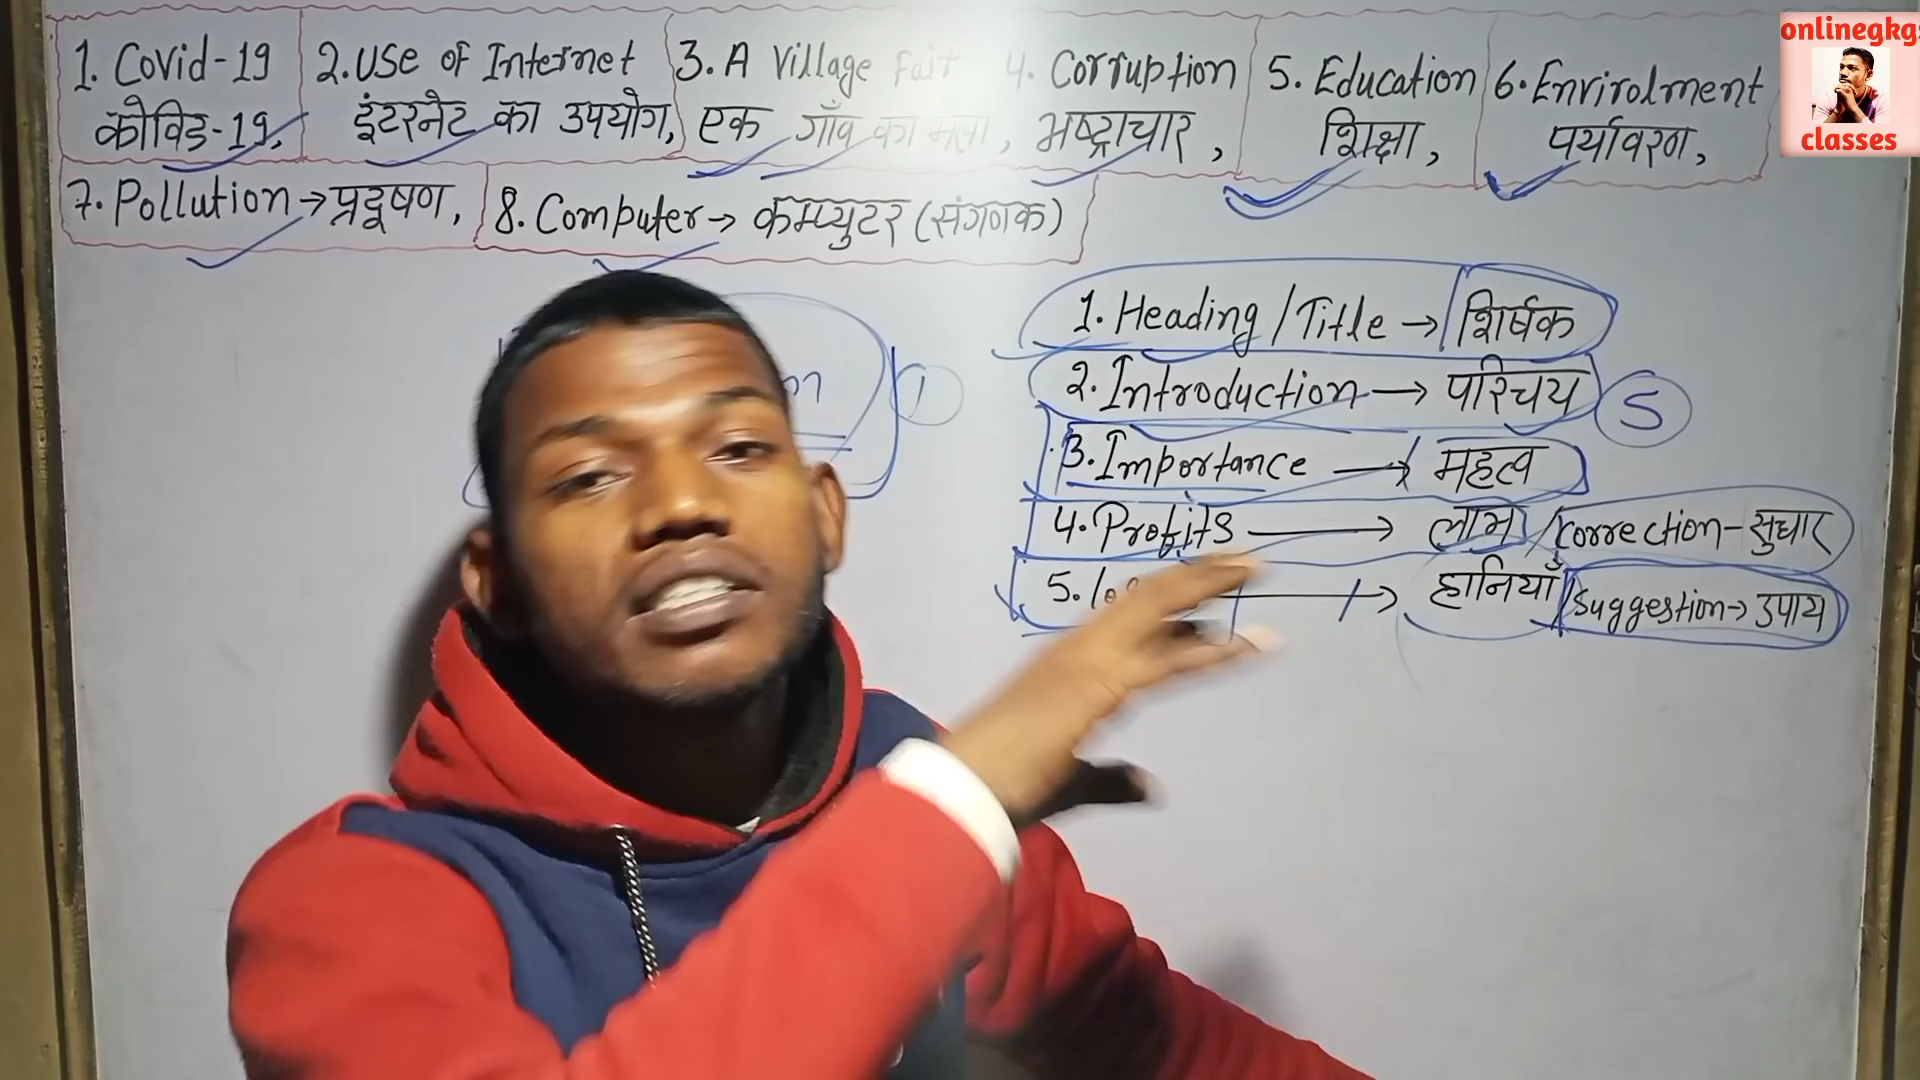 1. Covid-19 2. Use of Internet 3. A Village Fair 4. Corruption 5. Education 6. Envirolment
कोविड-19, इंटरनेट का उपयोग, एक गाँव का मेला, भष्ट्राचार, शिक्षा, पर्यावरण,
7. Pollution → प्रदूषण, 8. Computer → कम्प्युटर (संगणक)
1. Heading / Title → शिर्षक
2. Introduction → परिचय
5
3. Importance → महत्व
4. Profits → लाभ / Correction - सुधार
5. → हानियाँ / Suggestion → उपाय
1
onlinegkgs
classes